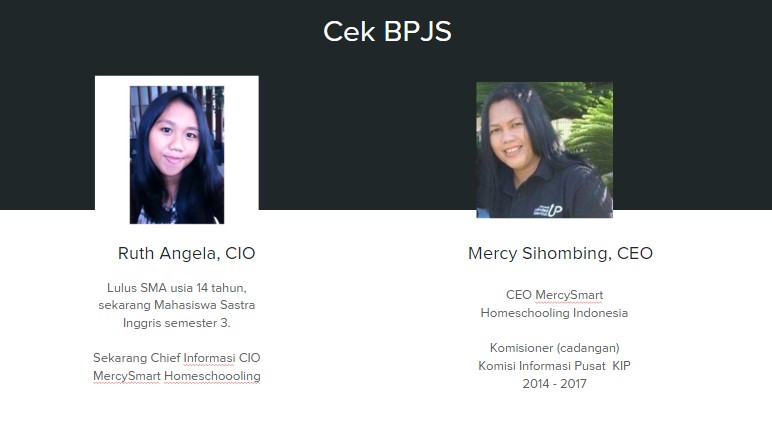 Cek BPJS
Ruth Angela, CIO
Lulus SMA usia 14 tahun,
sekarang Mahasiswa Sastra
Inggris semester 3.
Sekarang Chief Informasi CIO
MercySmart Homeschoooling
Mercy Sihombing, CEO
CEO MercySmart
Homeschooling Indonesia
Komisioner (cadangan)
Komisi Informasi Pusat KIP
2014 - 2017